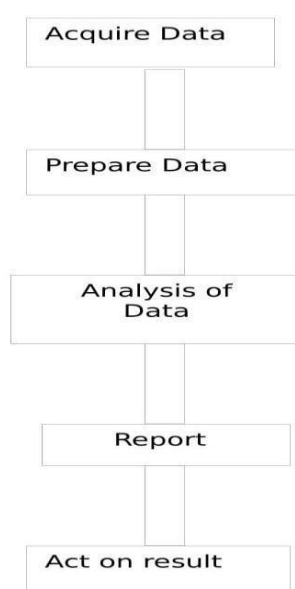 Acquire Data
Prepare Data
Analysis of
Data
Report
Act on result